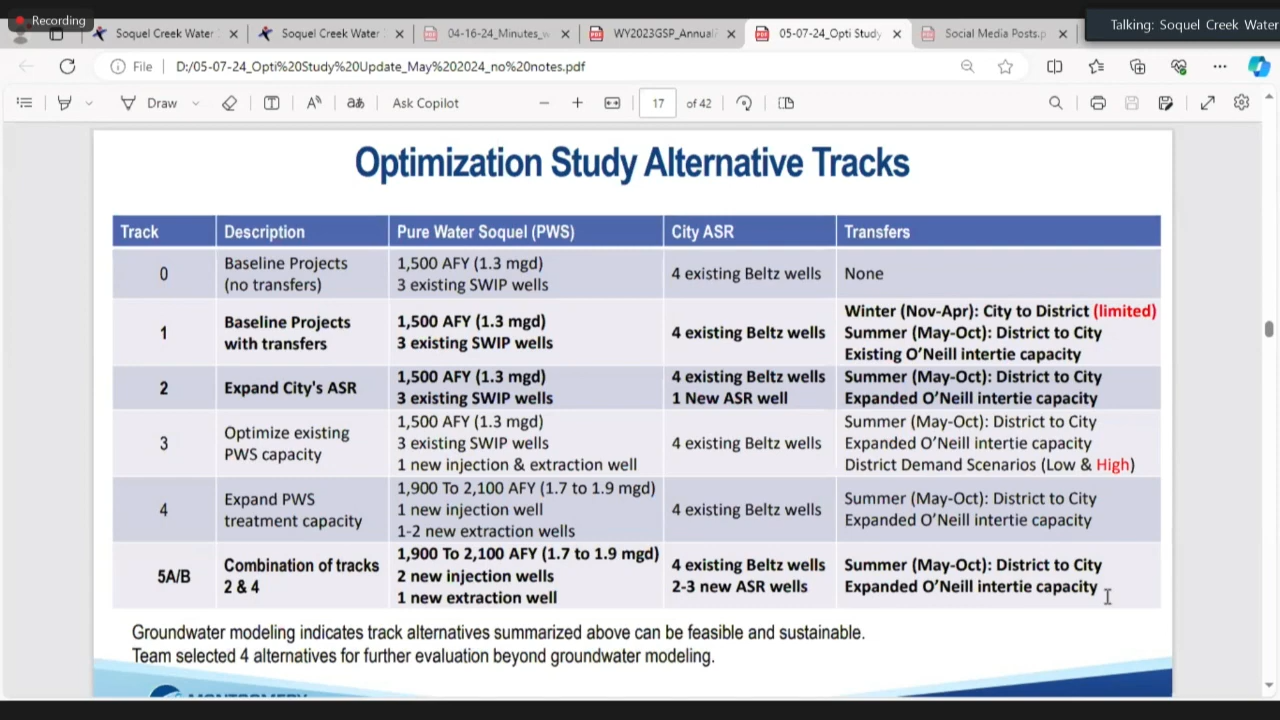 Recording
Talking: Soquel Creek Water
Soquel Creek Water
Soquel Creek Water
04-16-24_Minutes_w
WY2023GSP_Annual
05-07-24_Opti Study
Social Media Posts.p
File
D:/05-07-24_Opti%20Study%20Update_May%202024_no%20notes.pdf
Draw
Ask Copilot
17 of 42
Optimization Study Alternative Tracks
Track Description Pure Water Soquel (PWS) City ASR Transfers
0
Baseline Projects
(no transfers)
1,500 AFY (1.3 mgd)
3 existing SWIP wells
4 existing Beltz wells
None
1
Baseline Projects
with transfers
1,500 AFY (1.3 mgd)
3 existing SWIP wells
4 existing Beltz wells
Winter (Nov-Apr): City to District (limited)
Summer (May-Oct): District to City
Existing O'Neill intertie capacity
2
Expand City's ASR
1,500 AFY (1.3 mgd)
3 existing SWIP wells
4 existing Beltz wells
1 New ASR well
Summer (May-Oct): District to City
Expanded O'Neill intertie capacity
3
Optimize existing
PWS capacity
1,500 AFY (1.3 mgd)
3 existing SWIP wells
1 new injection & extraction well
4 existing Beltz wells
Summer (May-Oct): District to City
Expanded O'Neill intertie capacity
District Demand Scenarios (Low & High)
4
Expand PWS
treatment capacity
1,900 To 2,100 AFY (1.7 to 1.9 mgd)
1 new injection well
1-2 new extraction wells
4 existing Beltz wells
Summer (May-Oct): District to City
Expanded O'Neill intertie capacity
5A/B
Combination of tracks
2 & 4
1,900 To 2,100 AFY (1.7 to 1.9 mgd)
2 new injection wells
1 new extraction well
4 existing Beltz wells
2-3 new ASR wells
Summer (May-Oct): District to City
Expanded O'Neill intertie capacity
Groundwater modeling indicates track alternatives summarized above can be feasible and sustainable.
Team selected 4 alternatives for further evaluation beyond groundwater modeling.
MONTGOMERY